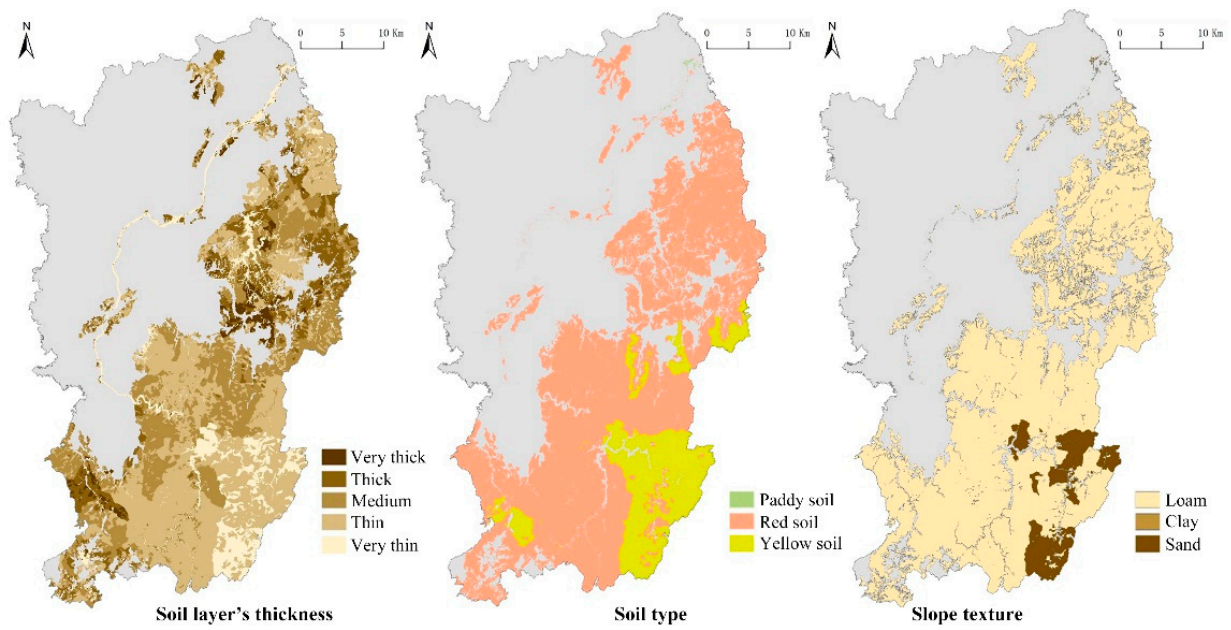 N
0 5 10 Km
N
0 5 10 Km
N
0 5 10 Km
Very thick
Thick
Medium
Thin
Very thin
Paddy soil
Red soil
Yellow soil
Loam
Clay
Sand
Soil layer's thickness
Soil type
Slope texture